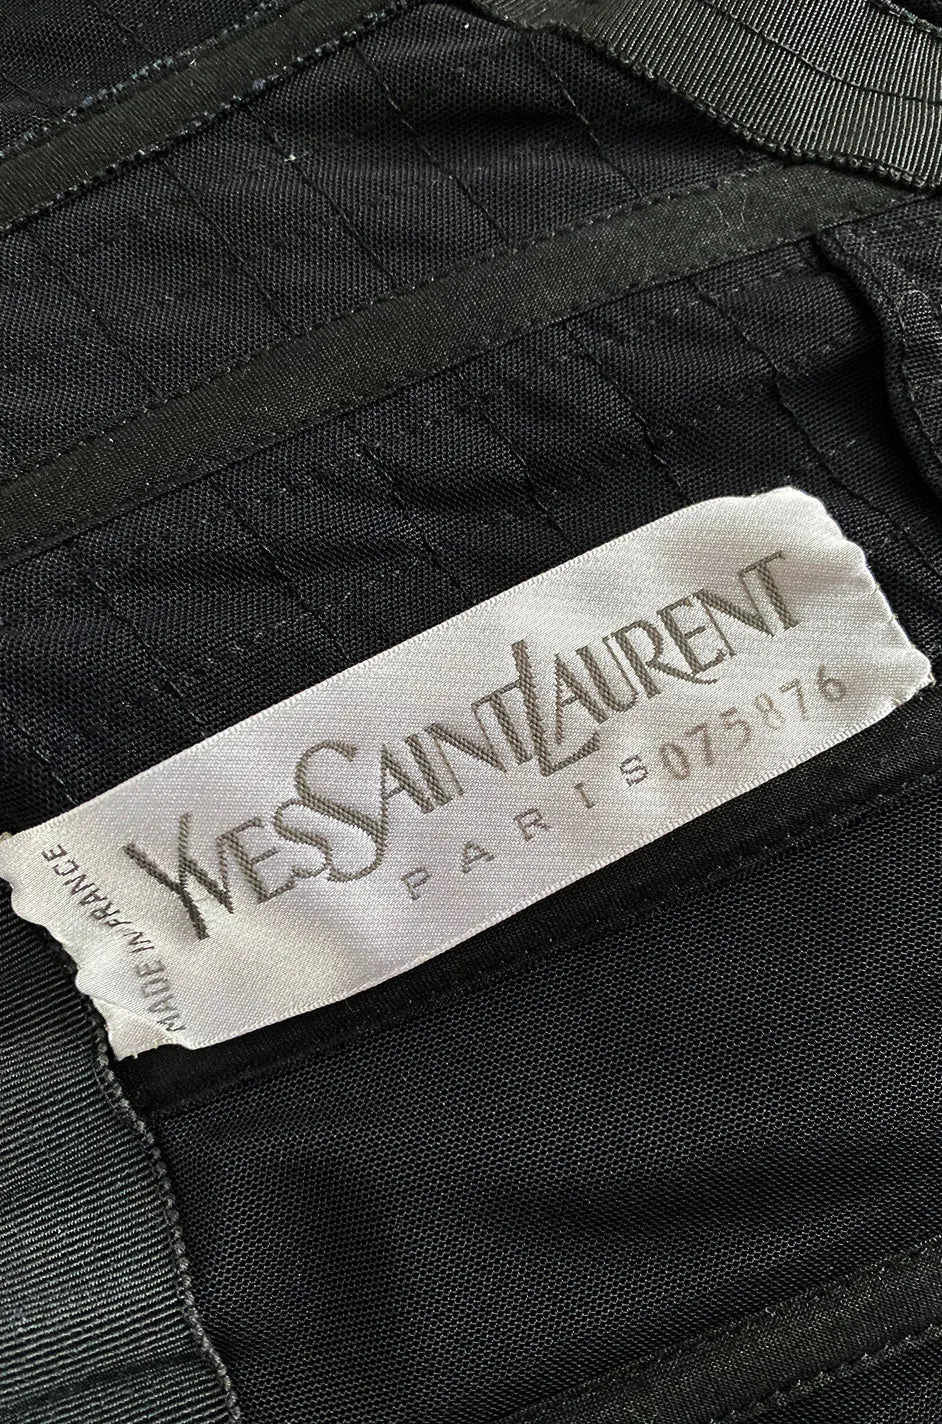 YVES SAINT LAURENT
PARIS 075876
MADE IN FRANCE